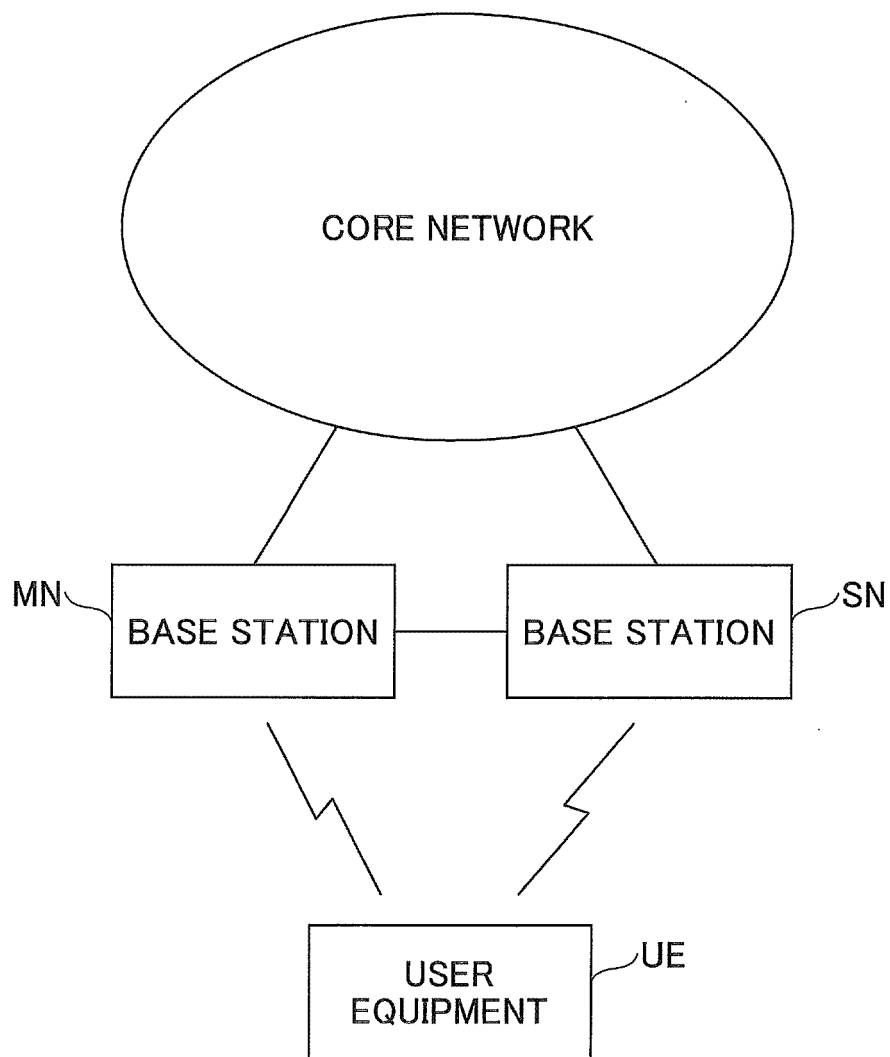 CORE NETWORK
MN
BASE STATION
BASE STATION
SN
USER
EQUIPMENT
UE